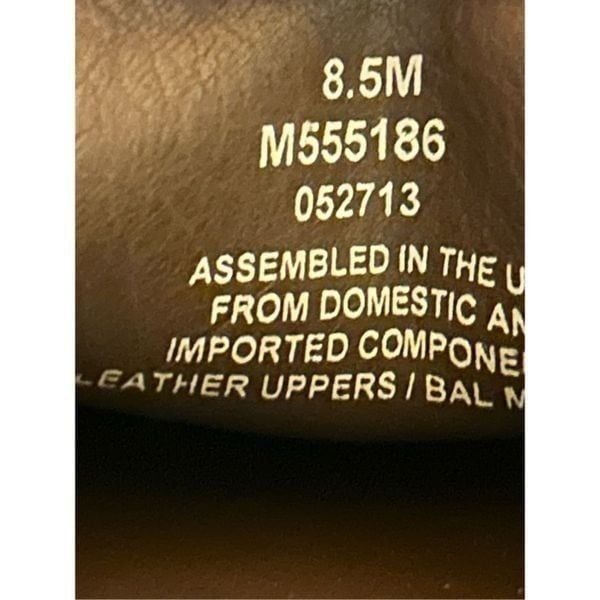 8.5M
M555186
052713
ASSEMBLED IN THE U
FROM DOMESTIC AN
IMPORTED COMPONE
LEATHER UPPERS / BAL M